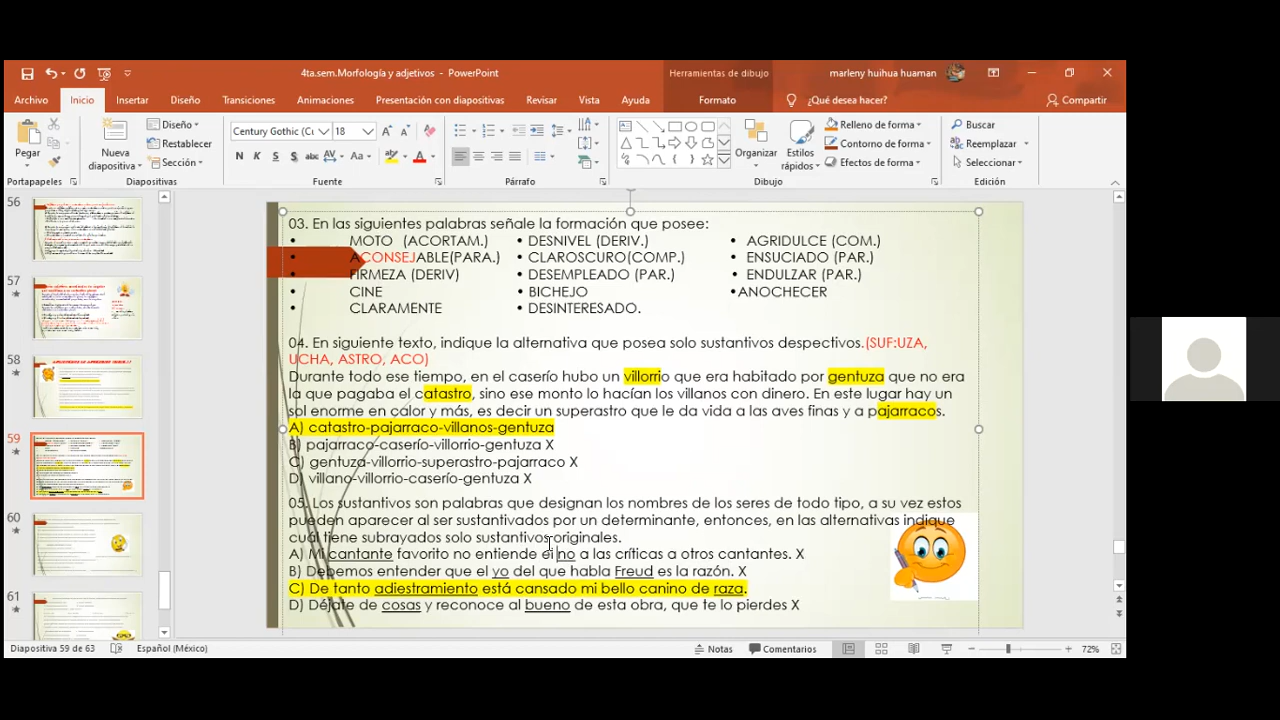 4ta.sem.Morfología y adjetivos - PowerPoint
Herramientas de dibujo
marleny huihua huaman
Archivo Inicio Insertar Diseño Transiciones Animaciones Presentación con diapositivas Revisar Vista Ayuda Formato ¿Qué desea hacer? Compartir
Pegar
Nueva diapositiva
Diseño
Restablecer
Sección
Century Gothic (Cu
18
N K S S abc AV Aa A
Organizar
Estilos rápidos
Relleno de forma
Contorno de forma
Efectos de forma
Buscar
Reemplazar
Seleccionar
Portapapeles Diapositivas Fuente Párrafo Dibujo Edición
56
57
58
59
60
61
03. En las siguientes palabras señale la formación que posee:
• MOTO (ACORTAM.) • DESNIVEL (DERIV.) • AGRIDULCE (COM.)
• ACONSEJABLE(PARA.) • CLAROSCURO(COMP.) • ENSUCIADO (PAR.)
• FIRMEZA (DERIV) • DESEMPLEADO (PAR.) • ENDULZAR (PAR.)
• CINE • BICHEJO •ANOCHECER
• CLARAMENTE • DESINTERESADO.
04. En siguiente texto, indique la alternativa que posea solo sustantivos despectivos.(SUF:UZA,
UCHA, ASTRO, ACO)
Durante todo ese tiempo, en el caserío hubo un villorrio que era habitado por gentuza que no era
la que pagaba el catastro, sino ese monto lo hacían los villanos con dinero. En este lugar hay un
sol enorme en calor y más, es decir un superastro que le da vida a las aves finas y a pajarracos.
A) catastro-pajarraco-villanos-gentuza
B) pajarraco-caserío-villorrio-gentuza X
gentuza-villorrio-superastro-pajarraco X
D) villano-villorrio-caserío-gentuza X
05. Los sustantivos son palabras que designan los nombres de los seres de todo tipo, a su vez estos
pueden aparecer al ser sustantivados por un determinante, entonces, en las alternativas indique
cuál tiene subrayados solo sustantivos originales.
A) Mi cantante favorito no emite el no a las críticas a otros cantantes. X
B) Debemos entender que el yo del que habla Freud es la razón. X
C) De tanto adiestramiento está cansado mi bello canino de raza.
D) Déjate de cosas y reconoce al bueno de esta obra, que te lo pierdes X
Diapositiva 59 de 63 Español (México) Notas Comentarios 72%